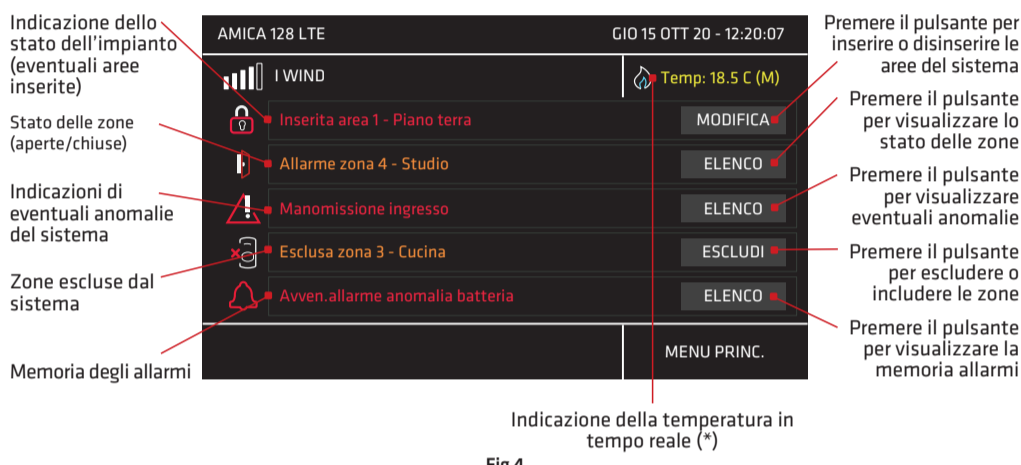 Indicazione dello
stato dell'impianto
(eventuali aree
inserite)
Stato delle zone
(aperte/chiuse)
Indicazioni di
eventuali anomalie
del sistema
Zone escluse dal
sistema
Memoria degli allarmi
AMICA 128 LTE
GIO 15 OTT 20 - 12:20:07
I WIND
Temp: 18.5 C (M)
Inserita area 1 - Piano terra
MODIFICA
Allarme zona 4 - Studio
ELENCO
Manomissione ingresso
ELENCO
Esclusa zona 3 - Cucina
ESCLUDI
Avven.allarme anomalia batteria
ELENCO
MENU PRINC.
Premere il pulsante per
inserire o disinserire le
aree del sistema
Premere il pulsante
per visualizzare lo
stato delle zone
Premere il pulsante
per visualizzare
eventuali anomalie
Premere il pulsante
per escludere o
includere le zone
Premere il pulsante
per visualizzare la
memoria allarmi
Indicazione della temperatura in
tempo reale (*)
Fig.4